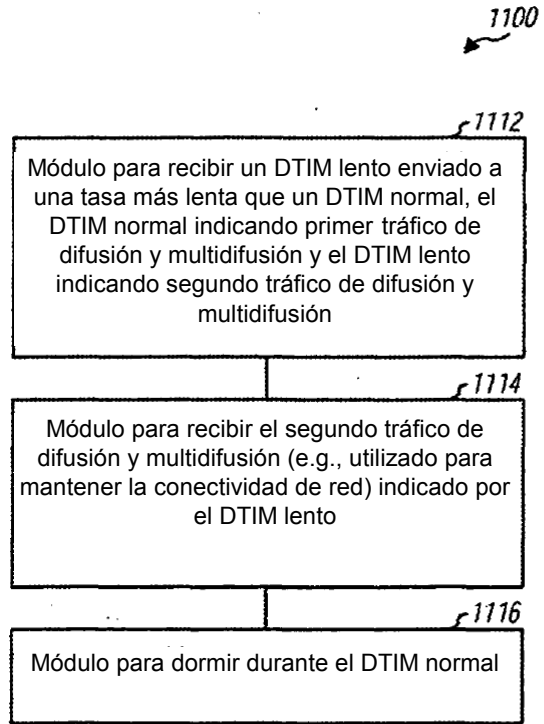 1100
1112
Módulo para recibir un DTIM lento enviado a
una tasa más lenta que un DTIM normal, el
DTIM normal indicando primer tráfico de
difusión y multidifusión y el DTIM lento
indicando segundo tráfico de difusión y
multidifusión
1114
Módulo para recibir el segundo tráfico de
difusión y multidifusión (e.g., utilizado para
mantener la conectividad de red) indicado por
el DTIM lento
1116
Módulo para dormir durante el DTIM normal